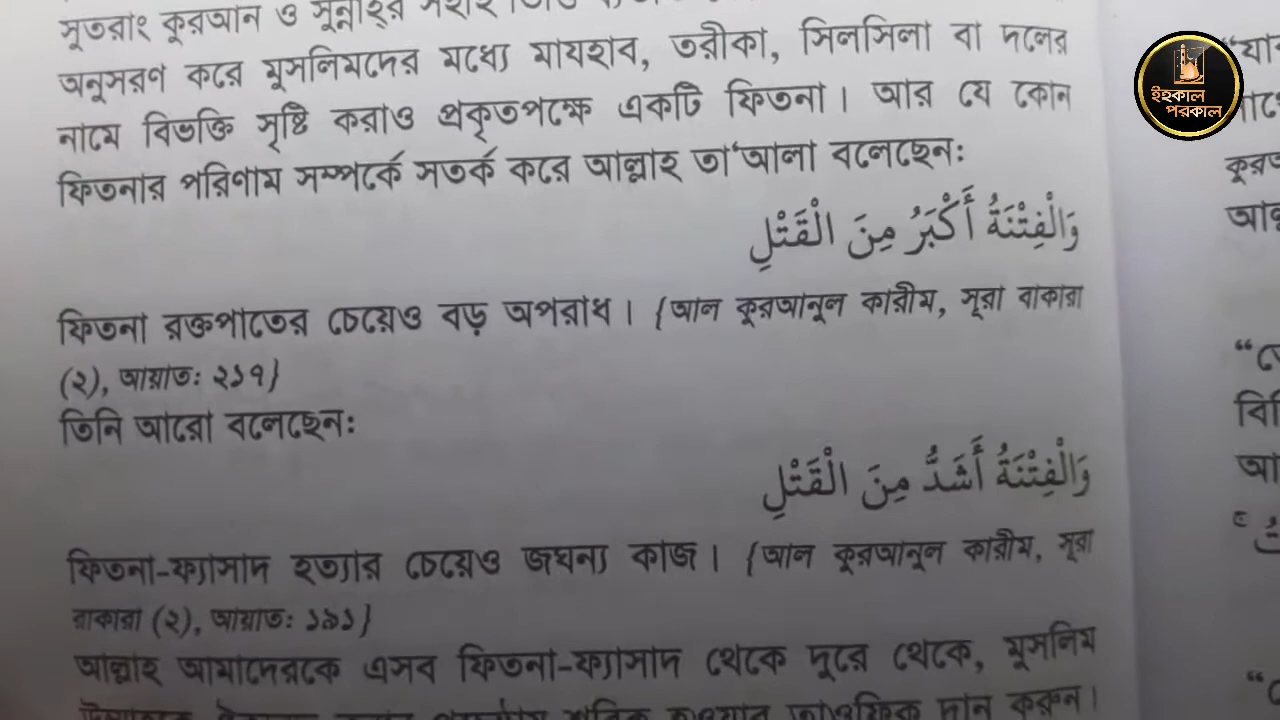 সুতরাং কুরআন ও সুন্নাহ্‌র
অনুসরণ করে মুসলিমদের মধ্যে মাযহাব, তরীকা, সিলসিলা বা দলের
নামে বিভক্তি সৃষ্টি করাও প্রকৃতপক্ষে একটি ফিতনা। আর যে কোন
ফিতনার পরিণাম সম্পর্কে সতর্ক করে আল্লাহ তা‘আলা বলেছেন:
وَالْفِتْنَةُ أَكْبَرُ مِنَ الْقَتْلِ
ফিতনা রক্তপাতের চেয়েও বড় অপরাধ। {আল কুরআনুল কারীম, সূরা বাকারা
(২), আয়াত: ২১৭}
তিনি আরো বলেছেন:
وَالْفِتْنَةُ أَشَدُّ مِنَ الْقَتْلِ
ফিতনা-ফ্যাসাদ হত্যার চেয়েও জঘন্য কাজ। {আল কুরআনুল কারীম, সূরা
বাকারা (২), আয়াত: ১৯১}
আল্লাহ আমাদেরকে এসব ফিতনা-ফ্যাসাদ থেকে দূরে থেকে, মুসলিম
তাওফিক দান করুন।
ইহকাল
পরকাল